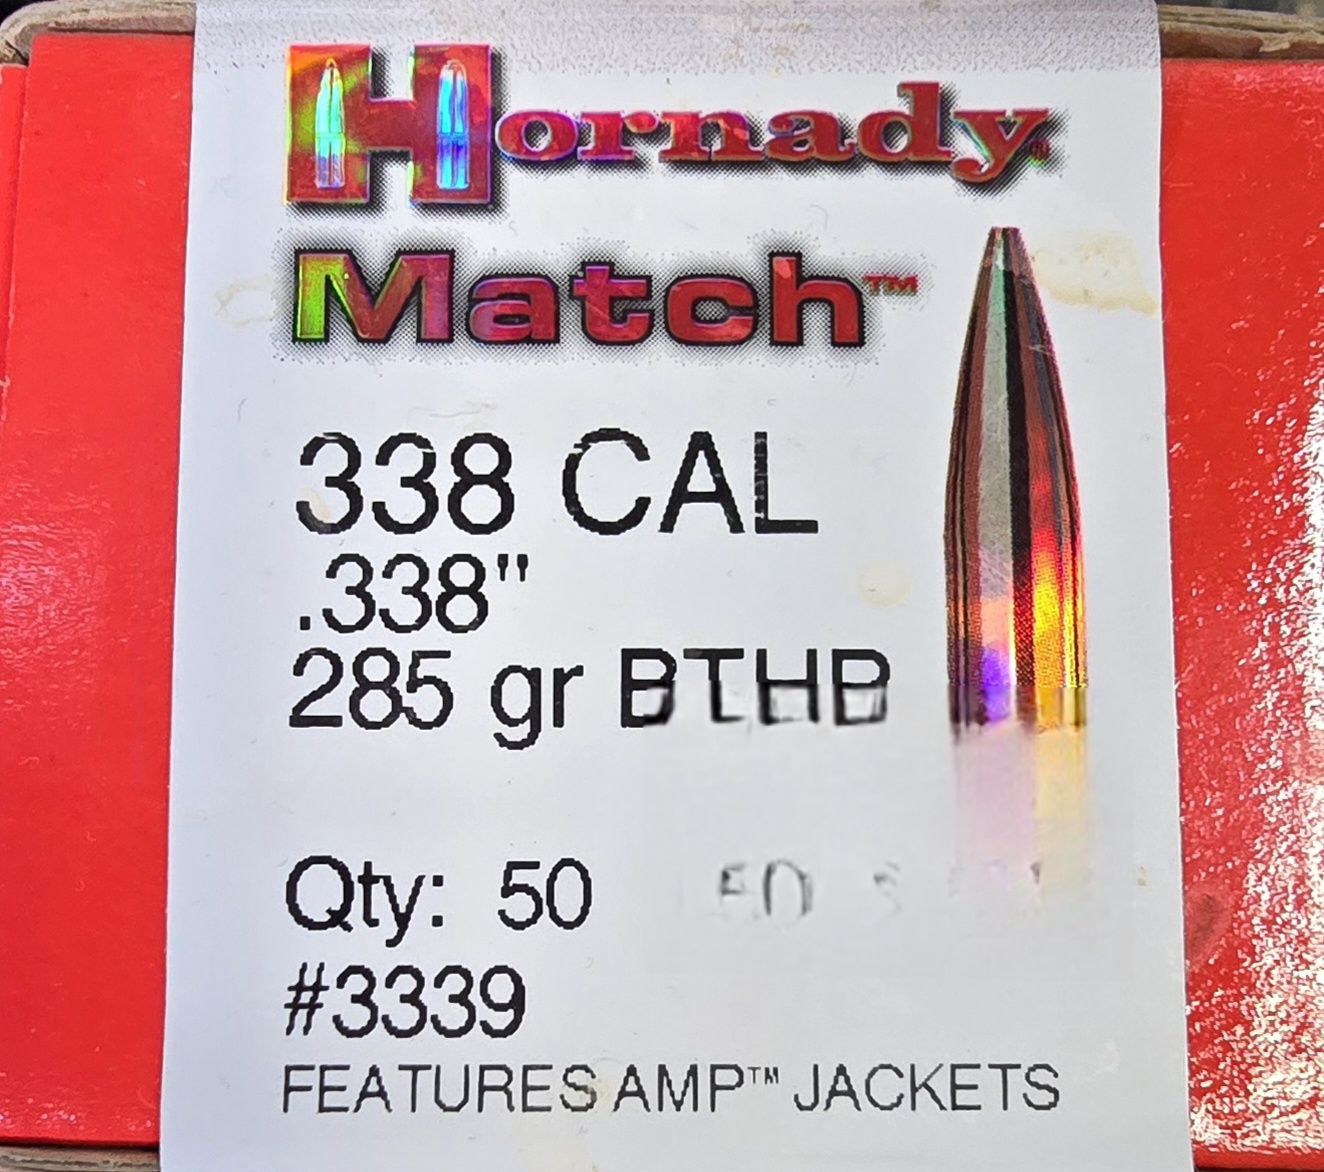 Hornady®
Match™
338 CAL
.338"
285 gr BTHP
Qty: 50
#3339
FEATURES AMP™ JACKETS